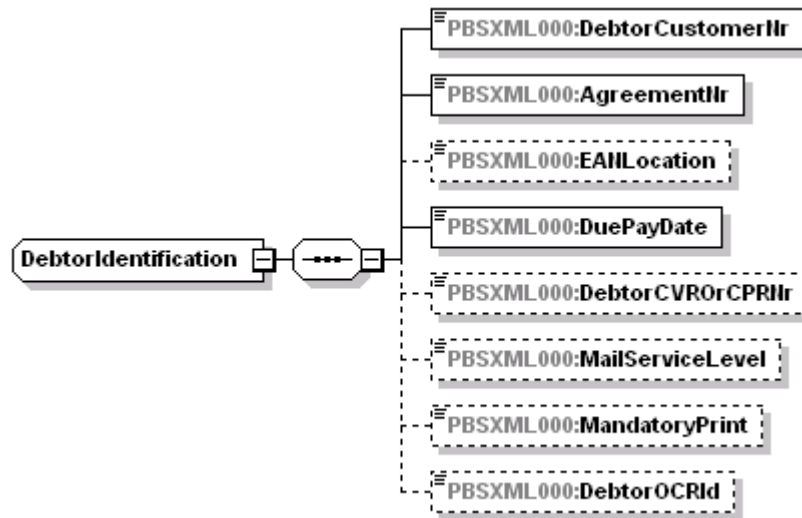 PBSXML000:DebtorCustomerNr
PBSXML000:AgreementNr
PBSXML000:EANLocation
PBSXML000:DuePayDate
DebtorIdentification
PBSXML000:DebtorCVROrCPRNr
PBSXML000:MailServiceLevel
PBSXML000:MandatoryPrint
PBSXML000:DebtorOCRId